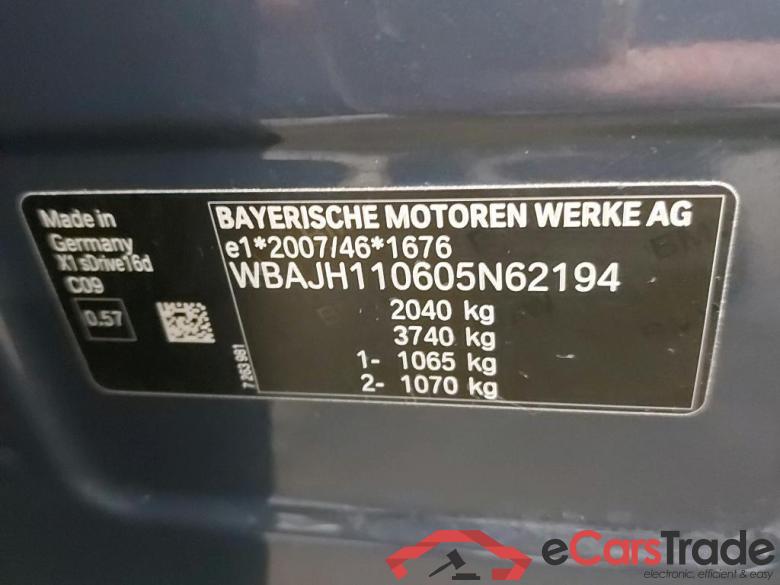 Made in
Germany
X1 sDrive16d
C09
0.57
7 263 981
BAYERISCHE MOTOREN WERKE AG
e1*2007/46*1676
WBAJH110605N62194
2040 kg
3740 kg
1- 1065 kg
2- 1070 kg
eCarsTrade
electronic, efficient & easy